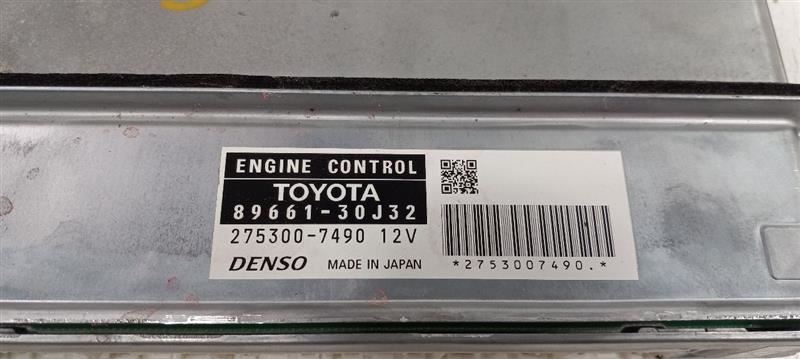 ENGINE CONTROL
TOYOTA
89661-30J32
275300-7490 12V
DENSO MADE IN JAPAN
*2753007490.*